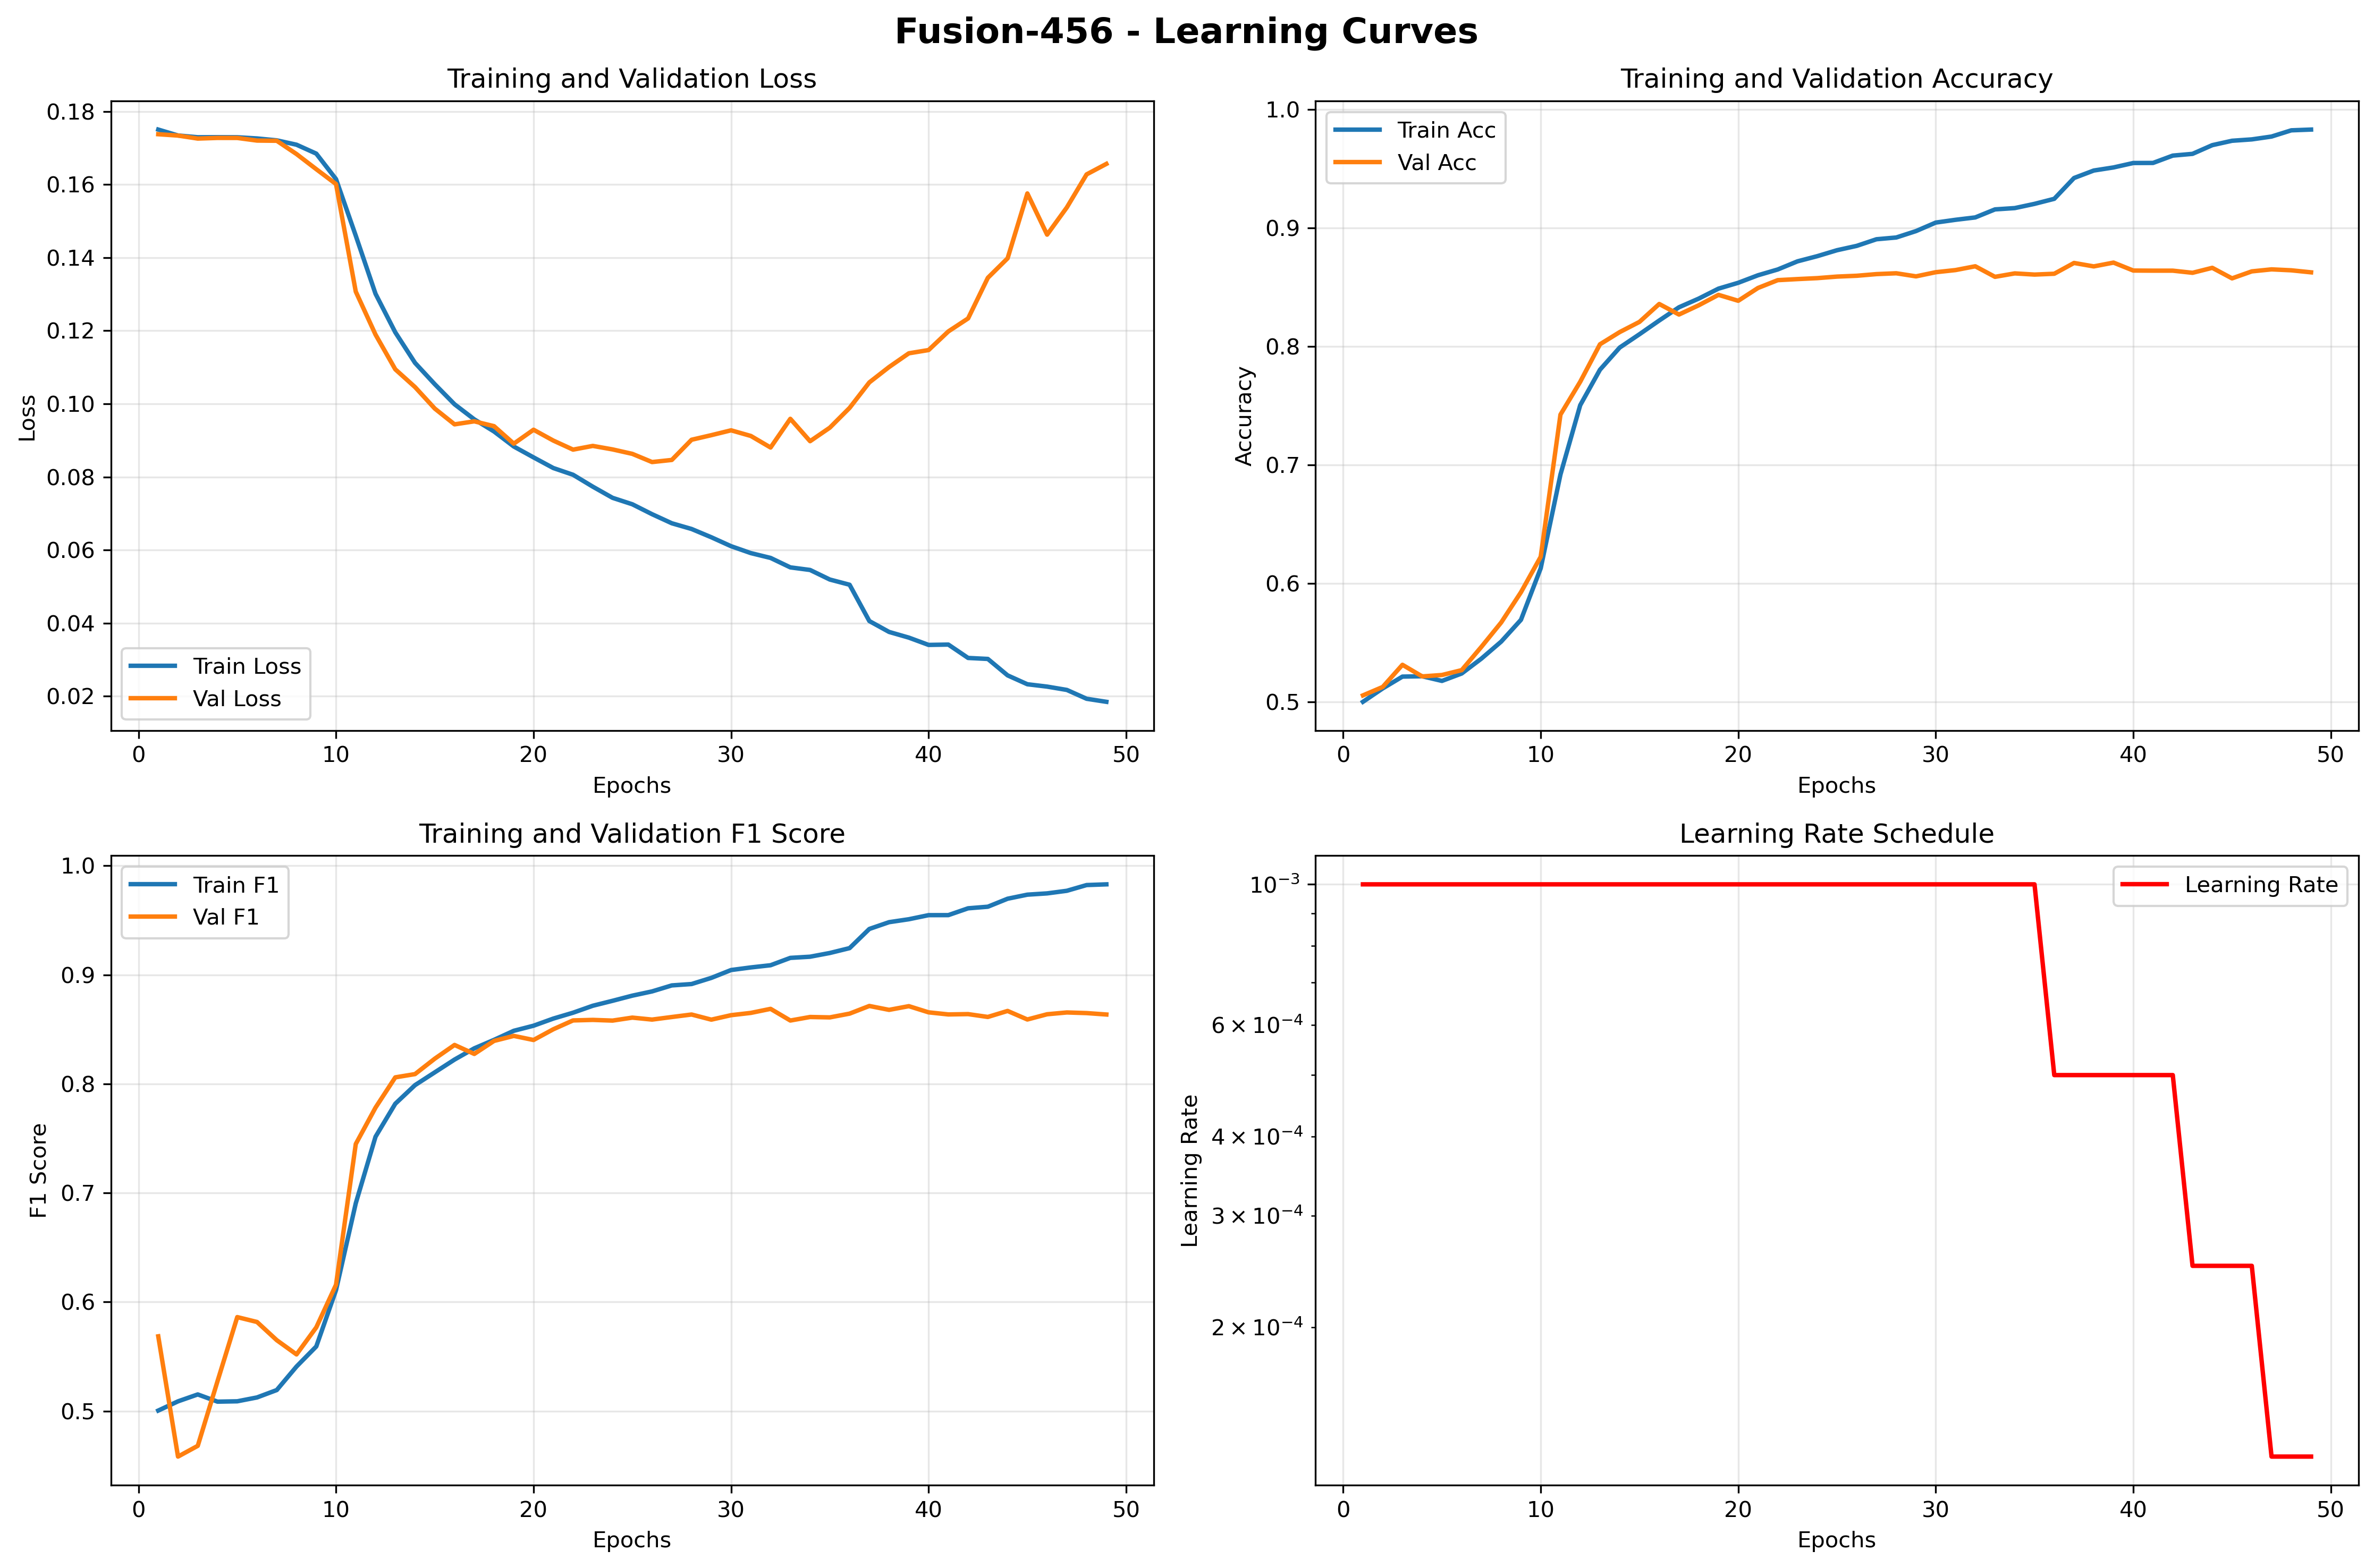 Fusion-456 - Learning Curves
Training and Validation Loss
0.18
0.16
0.14
0.12
0.10
0.08
0.06
0.04
0.02
Loss
Train Loss
Val Loss
0 10 20 30 40 50
Epochs
Training and Validation Accuracy
1.0
0.9
0.8
0.7
0.6
0.5
Accuracy
Train Acc
Val Acc
0 10 20 30 40 50
Epochs
Training and Validation F1 Score
1.0
0.9
0.8
0.7
0.6
0.5
F1 Score
Train F1
Val F1
0 10 20 30 40 50
Epochs
Learning Rate Schedule
10⁻³
6×10⁻⁴
4×10⁻⁴
3×10⁻⁴
2×10⁻⁴
Learning Rate
Learning Rate
0 10 20 30 40 50
Epochs